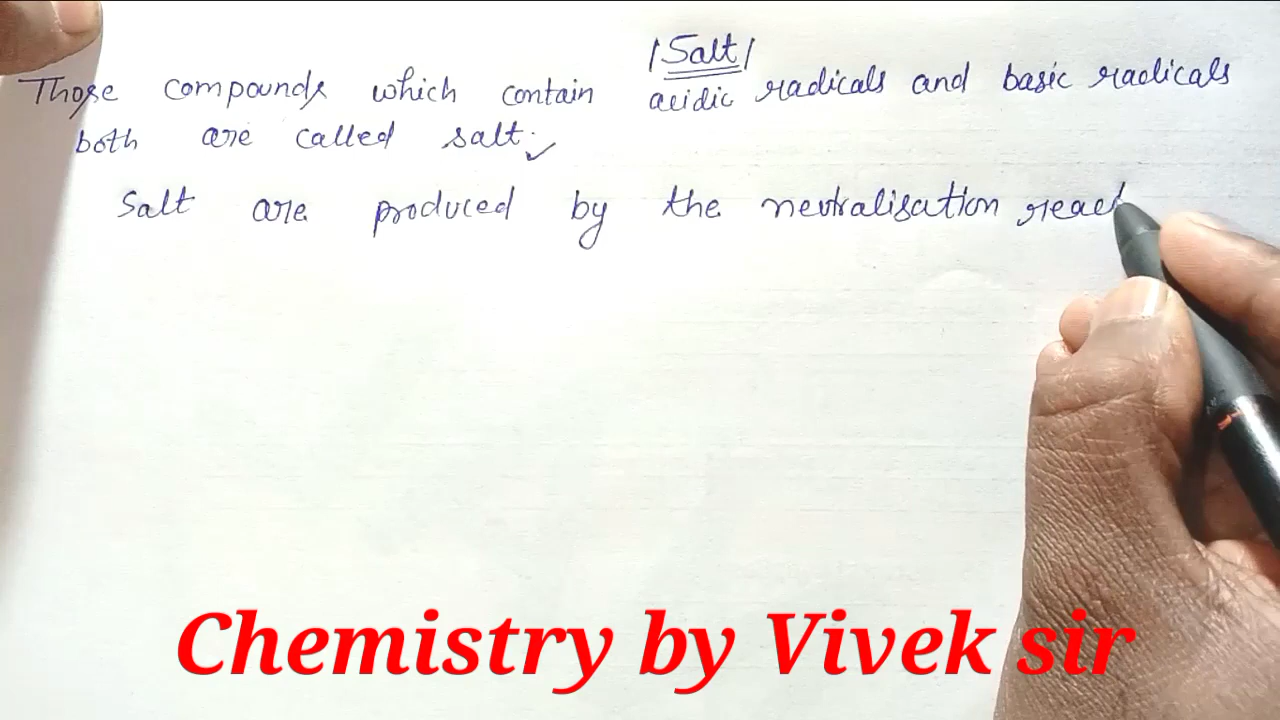 |Salt|
Those compounds which contain acidic radicals and basic radicals
both are called salt.
Salt are produced by the neutralisation react
Chemistry by Vivek sir